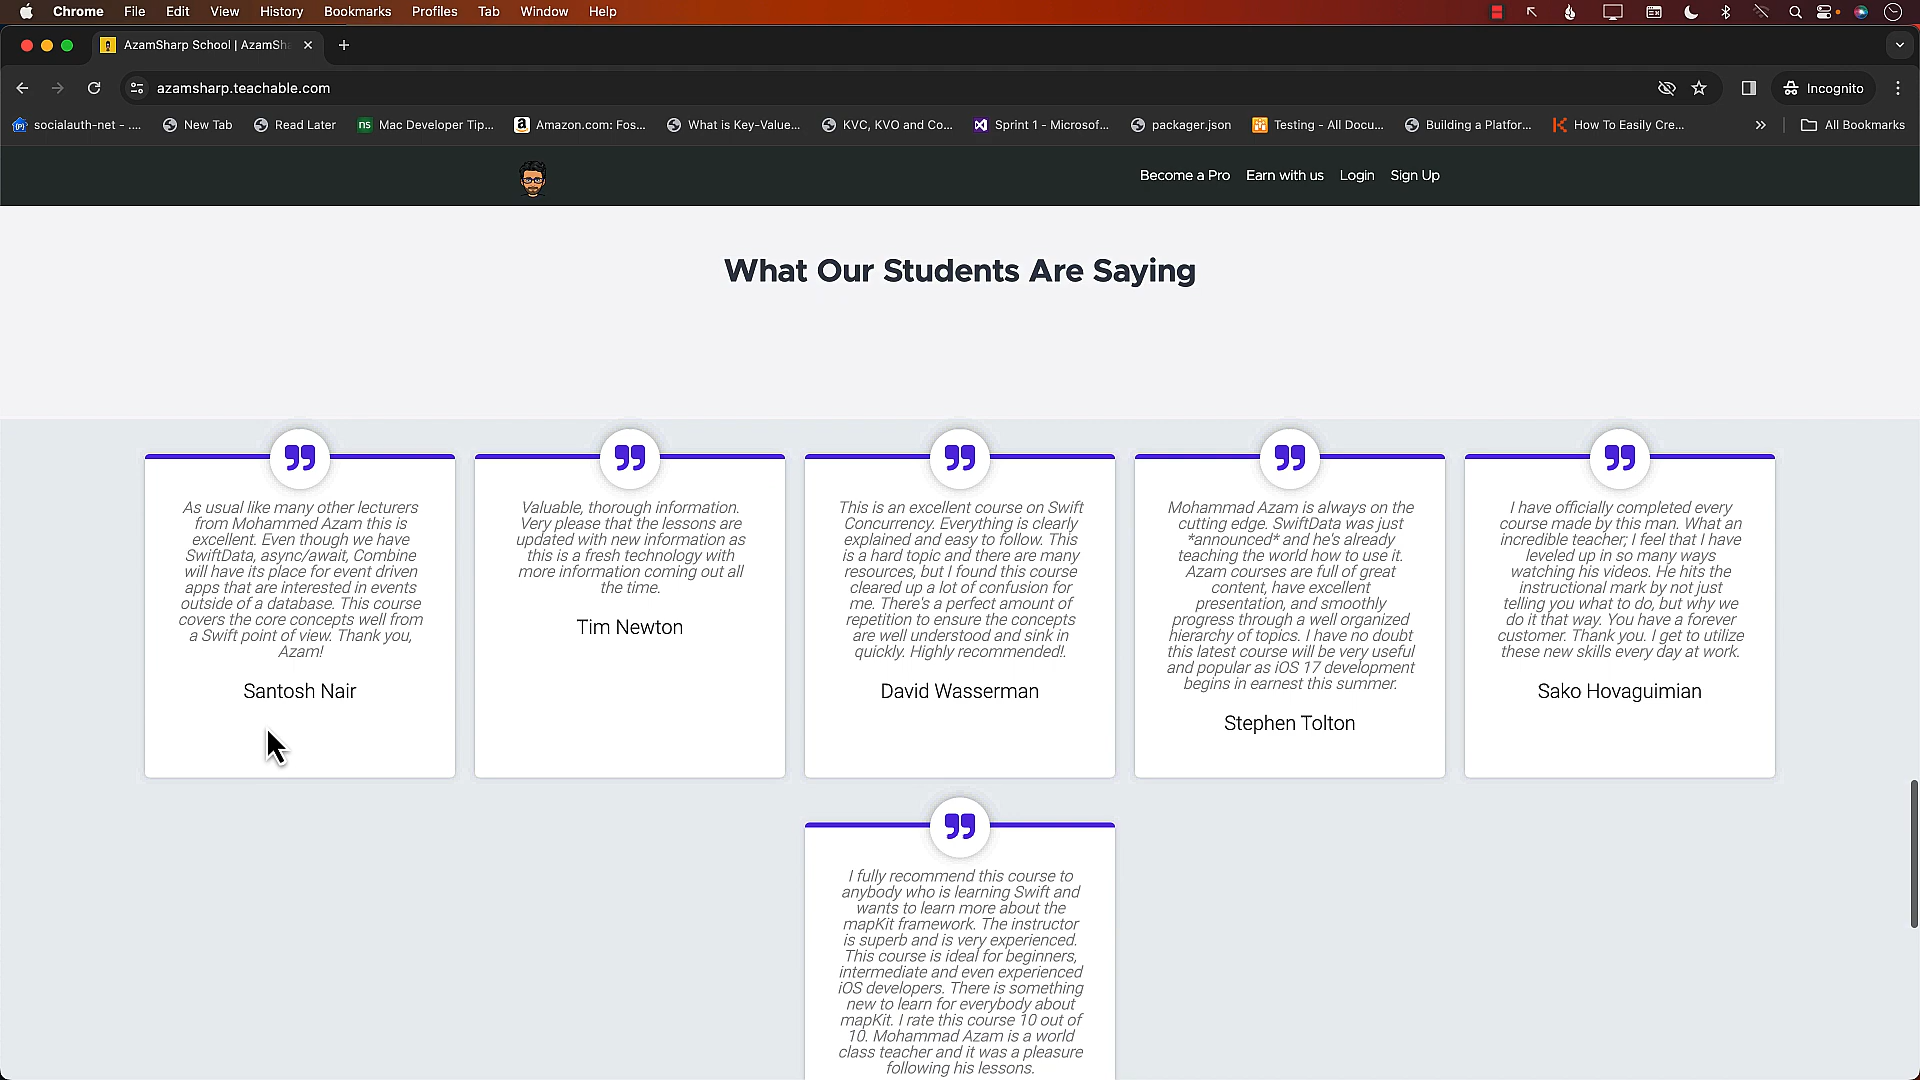 Chrome File Edit View History Bookmarks Profiles Tab Window Help
AzamSharp School | AzamSh
azamsharp.teachable.com
Incognito
socialauth-net - .... New Tab Read Later Mac Developer Tip... Amazon.com: Fos... What is Key-Value... KVC, KVO and Co... Sprint 1 - Microsof... packager.json Testing - All Docu... Building a Platfor... How To Easily Cre... All Bookmarks
Become a Pro Earn with us Login Sign Up
What Our Students Are Saying
As usual like many other lecturers
from Mohammed Azam this is
excellent. Even though we have
SwiftData, async/await, Combine
will have its place for event driven
apps that are interested in events
outside of a database. This course
covers the core concepts well from
a Swift point of view. Thank you,
Azam!
Santosh Nair
Valuable, thorough information.
Very please that the lessons are
updated with new information as
this is a fresh technology with
more information coming out all
the time.
Tim Newton
This is an excellent course on Swift
Concurrency. Everything is clearly
explained and easy to follow. This
is a hard topic and there are many
resources, but I found this course
cleared up a lot of confusion for
me. There's a perfect amount of
repetition to ensure the concepts
are well understood and sink in
quickly. Highly recommended!.
David Wasserman
Mohammad Azam is always on the
cutting edge. SwiftData was just
*announced* and he's already
teaching the world how to use it.
Azam courses are full of great
content, have excellent
presentation, and smoothly
progress through a well organized
hierarchy of topics. I have no doubt
this latest course will be very useful
and popular as iOS 17 development
begins in earnest this summer.
Stephen Tolton
I have officially completed every
course made by this man. What an
incredible teacher; I feel that I have
leveled up in so many ways
watching his videos. He hits the
instructional mark by not just
telling you what to do, but why we
do it that way. You have a forever
customer. Thank you. I get to utilize
these new skills every day at work.
Sako Hovaguimian
I fully recommend this course to
anybody who is learning Swift and
wants to learn more about the
mapKit framework. The instructor
is superb and is very experienced.
This course is ideal for beginners,
intermediate and even experienced
iOS developers. There is something
new to learn for everybody about
mapKit. I rate this course 10 out of
10. Mohammad Azam is a world
class teacher and it was a pleasure
following his lessons.